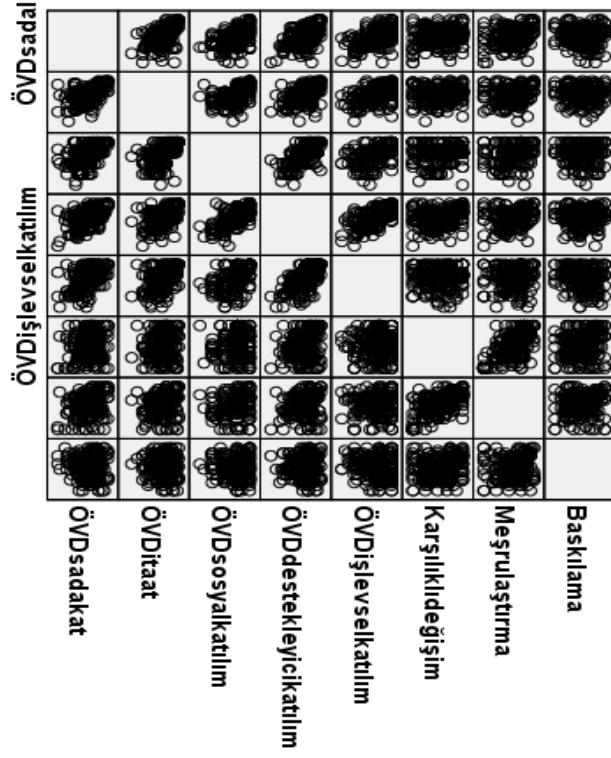 ÖVDsadal
ÖVDişlevselkatılım
ÖVDsadakat
ÖVDitaat
ÖVDsosyalkatılım
ÖVDdestekleyicikatılım
ÖVDişlevselkatılım
Karşılıklıdeğişim
Meşrulaştırma
Baskılama